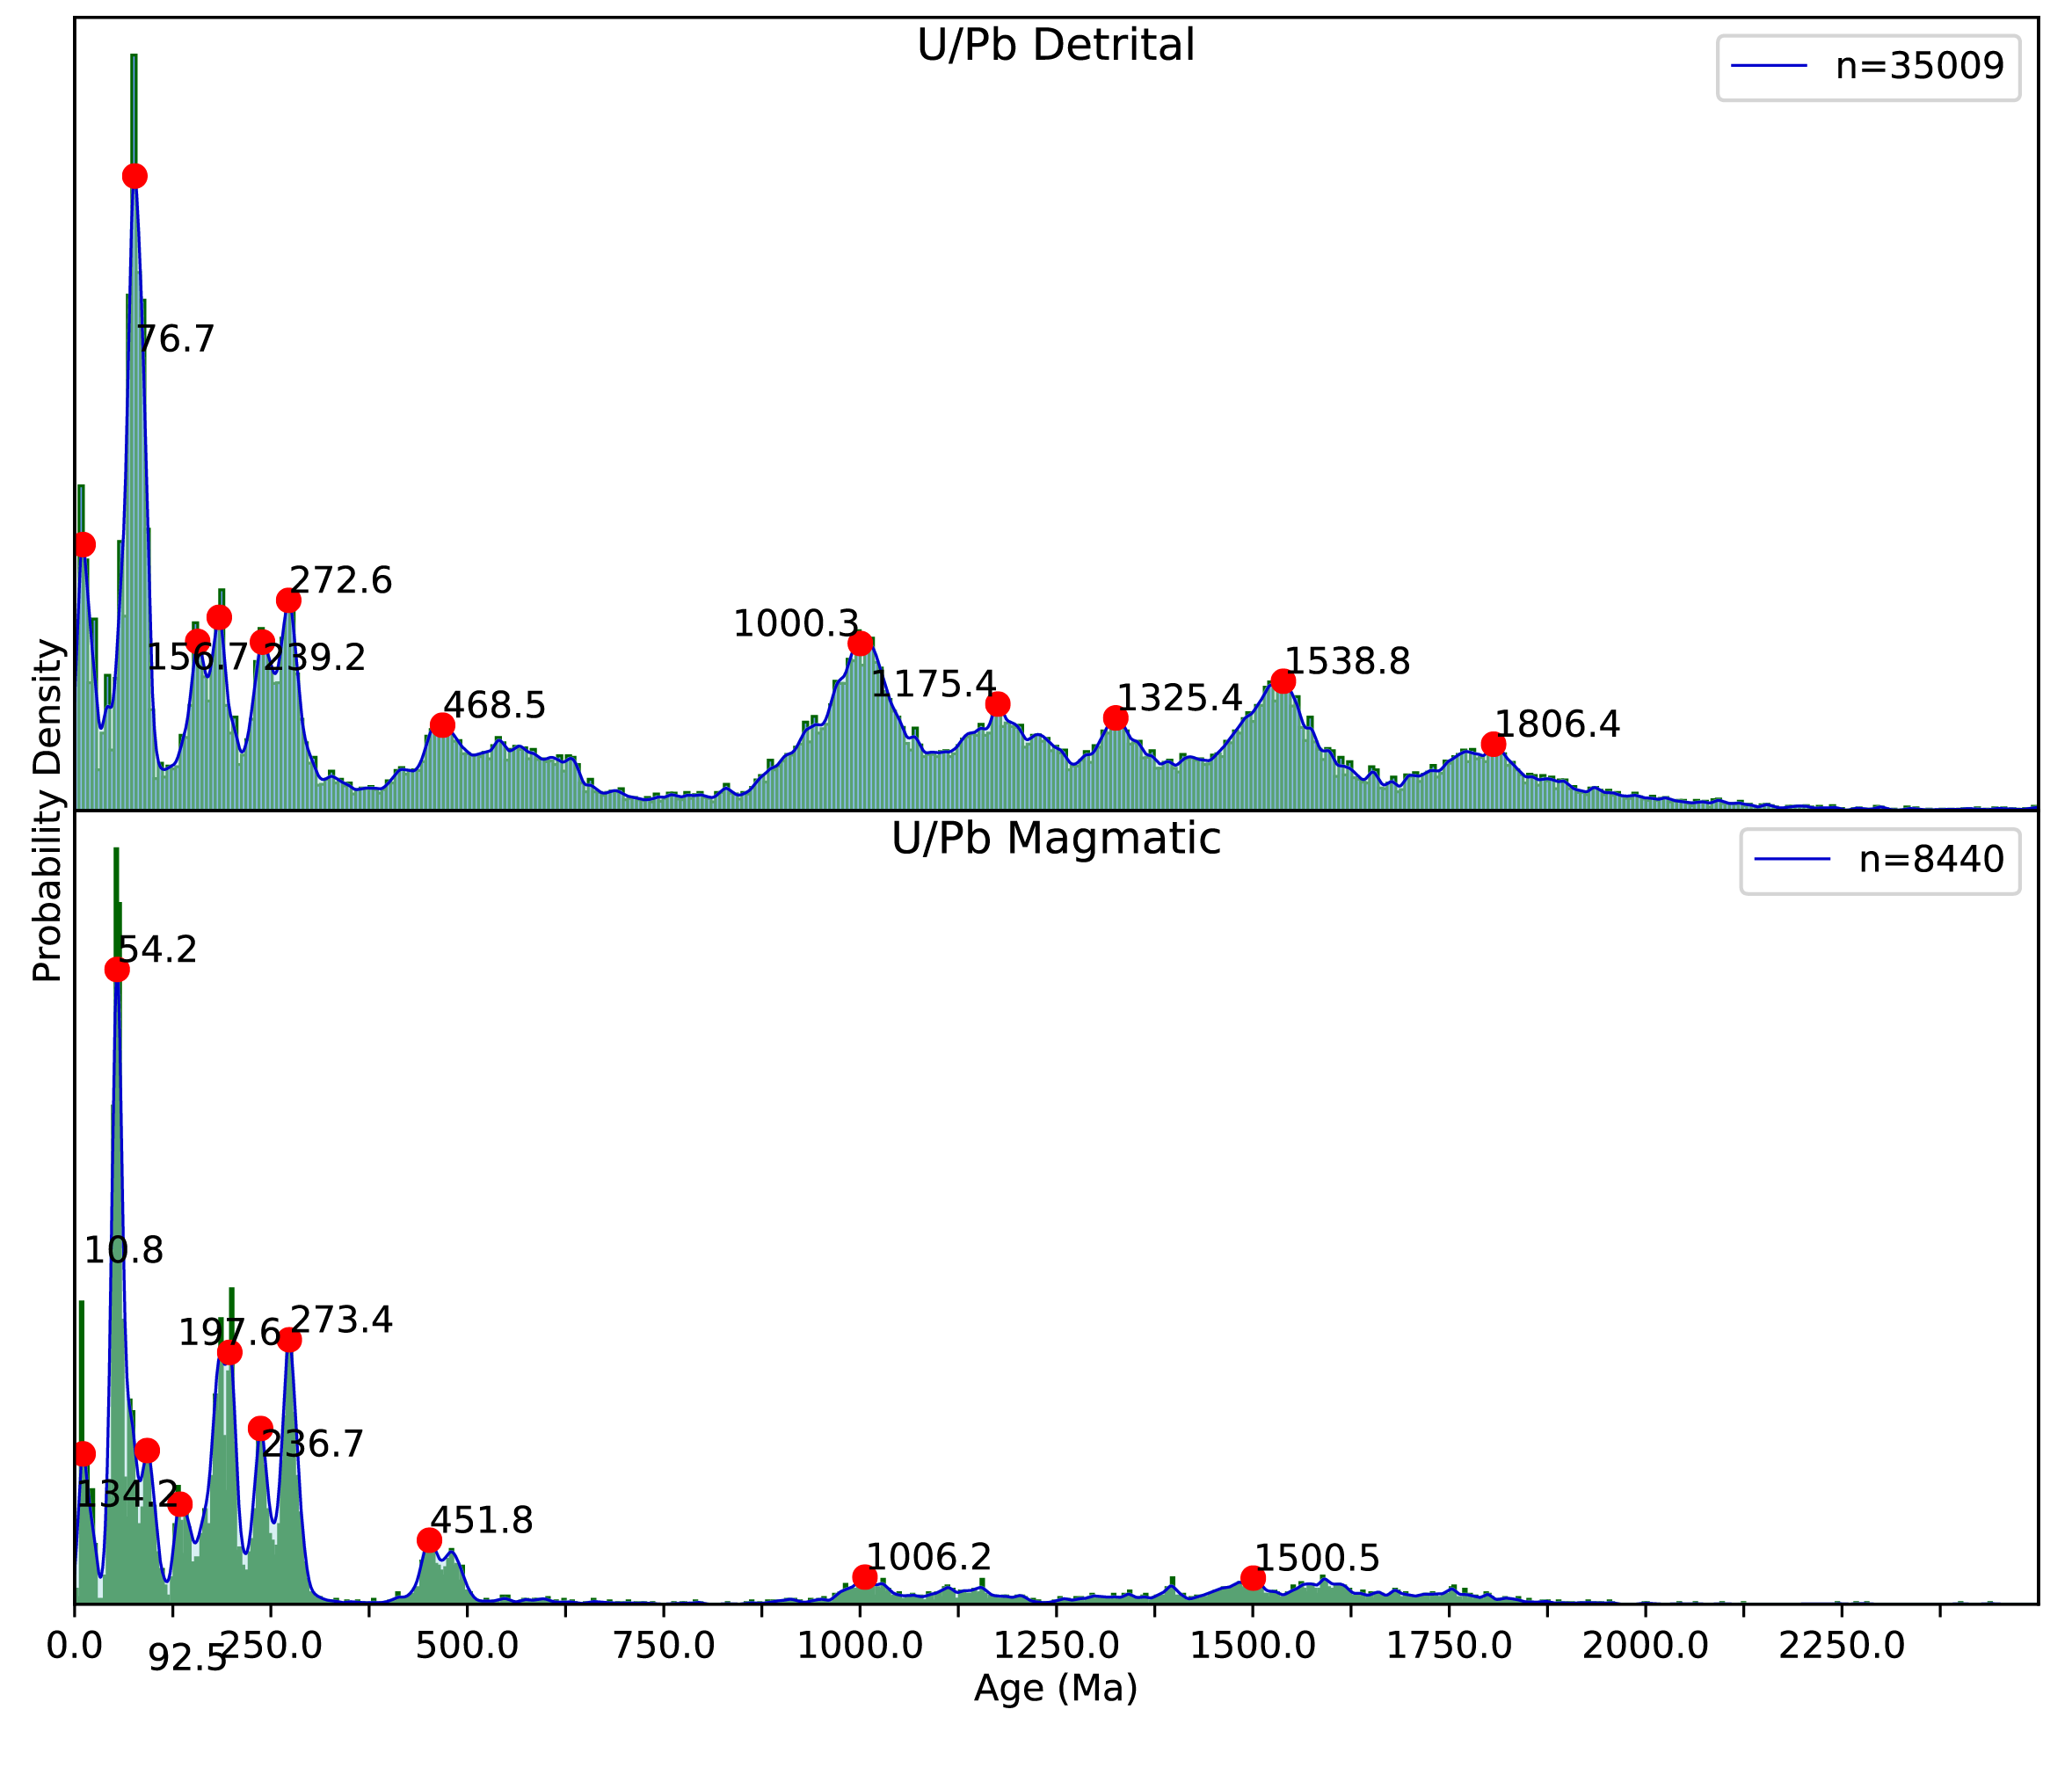 U/Pb Detrital
n=35009
76.7
272.6
156.7
239.2
468.5
1000.3
1175.4
1325.4
1538.8
1806.4
Probability Density
U/Pb Magmatic
n=8440
54.2
10.8
197.6
273.4
236.7
134.2
451.8
1006.2
1500.5
0.0 250.0 500.0 750.0 1000.0 1250.0 1500.0 1750.0 2000.0 2250.0
92.5
Age (Ma)